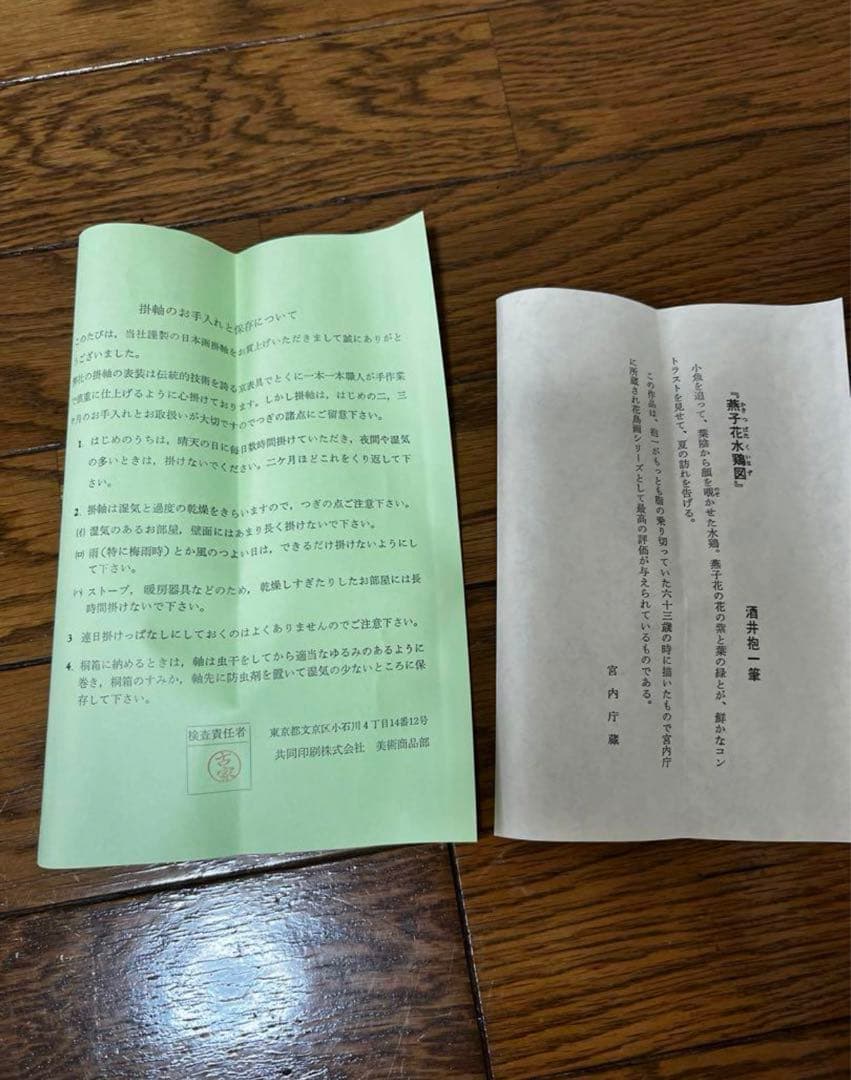 掛軸のお手入れと保存について
このたびは，当社謹製の日本画掛軸をお買上げいただきまして誠にありがと
うございました。
弊社の掛軸の表装は伝統的技術を誇る京表具でとくに一本一本職人が手作業
で慎重に仕上げるように心掛けております。しかし掛軸は，はじめの二，三
ケ月のお手入れとお取扱いが大切ですのでつぎの諸点にご留意下さい。
1. はじめのうちは，晴天の日に毎日数時間掛けていただき，夜間や湿気
の多いときは，掛けないでください。二ケ月ほどこれをくり返して下
さい。
2. 掛軸は湿気と過度の乾燥をきらいますので，つぎの点ご注意下さい。
(イ) 湿気のあるお部屋，壁面にはあまり長く掛けないで下さい。
(ロ) 雨（特に梅雨時）とか風のつよい日は，できるだけ掛けないようにし
て下さい。
(ハ) ストーブ，暖房器具などのため，乾燥しすぎたりしたお部屋には長
時間掛けないで下さい。
3 連日掛けっぱなしにしておくのはよくありませんのでご注意下さい。
4. 桐箱に納めるときは，軸は虫干をしてから適当なゆるみのあるように
巻き，桐箱のすみか，軸先に防虫剤を置いて湿気の少ないところに保
存して下さい。
検査責任者
古家
東京都文京区小石川4丁目14番12号
共同印刷株式会社 美術商品部
『燕子花水鶏図』 酒井抱一筆
かきつばたくいなず
小魚を追って、葉脇から顔を覗かせた水鶏。燕子花の花の紫と葉の緑とが、鮮かなコン
のぞ
トラストを見せて、夏の訪れを告げる。
この作品は、抱一がもっとも脂の乗り切っていた六十三歳の時に描いたもので宮内庁
に所蔵され花鳥画シリーズとして最高の評価が与えられているものである。
宮内庁蔵